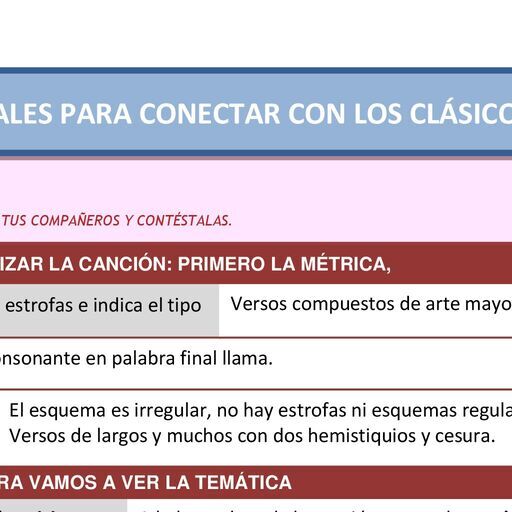 ALES PARA CONECTAR CON LOS CLÁSICO
TUS COMPAÑEROS Y CONTÉSTALAS.
IZAR LA CANCIÓN: PRIMERO LA MÉTRICA,
estrofas e indica el tipo
Versos compuestos de arte mayo
onsonante en palabra final llama.
El esquema es irregular, no hay estrofas ni esquemas regula
Versos de largos y muchos con dos hemistiquios y cesura.
RA VAMOS A VER LA TEMÁTICA